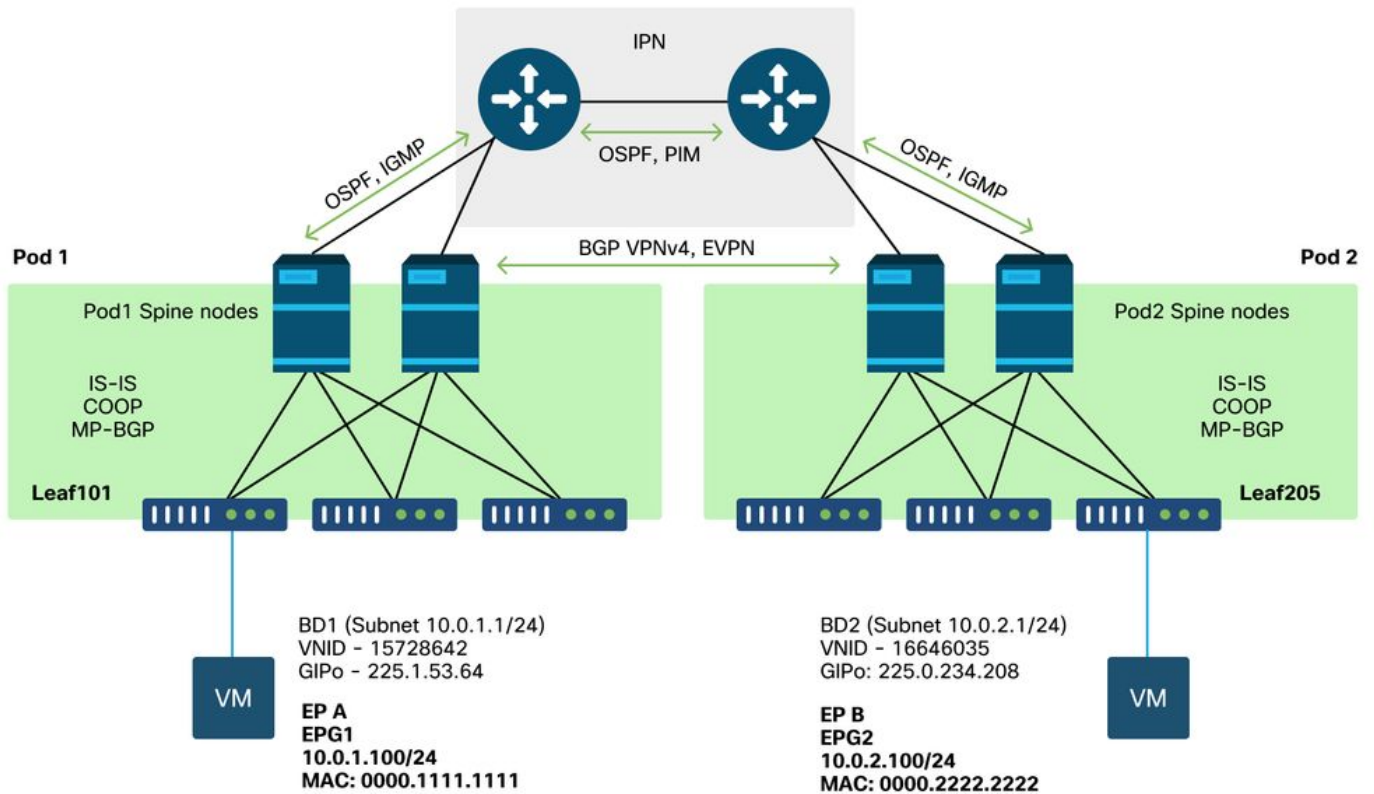 IPN
OSPF, IGMP
OSPF, PIM
OSPF, IGMP
BGP VPNv4, EVPN
Pod 1
Pod 2
Pod1 Spine nodes
Pod2 Spine nodes
IS-IS
COOP
MP-BGP
IS-IS
COOP
MP-BGP
Leaf101
Leaf205
BD1 (Subnet 10.0.1.1/24)
VNID - 15728642
GIPo - 225.1.53.64
BD2 (Subnet 10.0.2.1/24)
VNID - 16646035
GIPo: 225.0.234.208
VM
VM
EP A
EPG1
10.0.1.100/24
MAC: 0000.1111.1111
EP B
EPG2
10.0.2.100/24
MAC: 0000.2222.2222